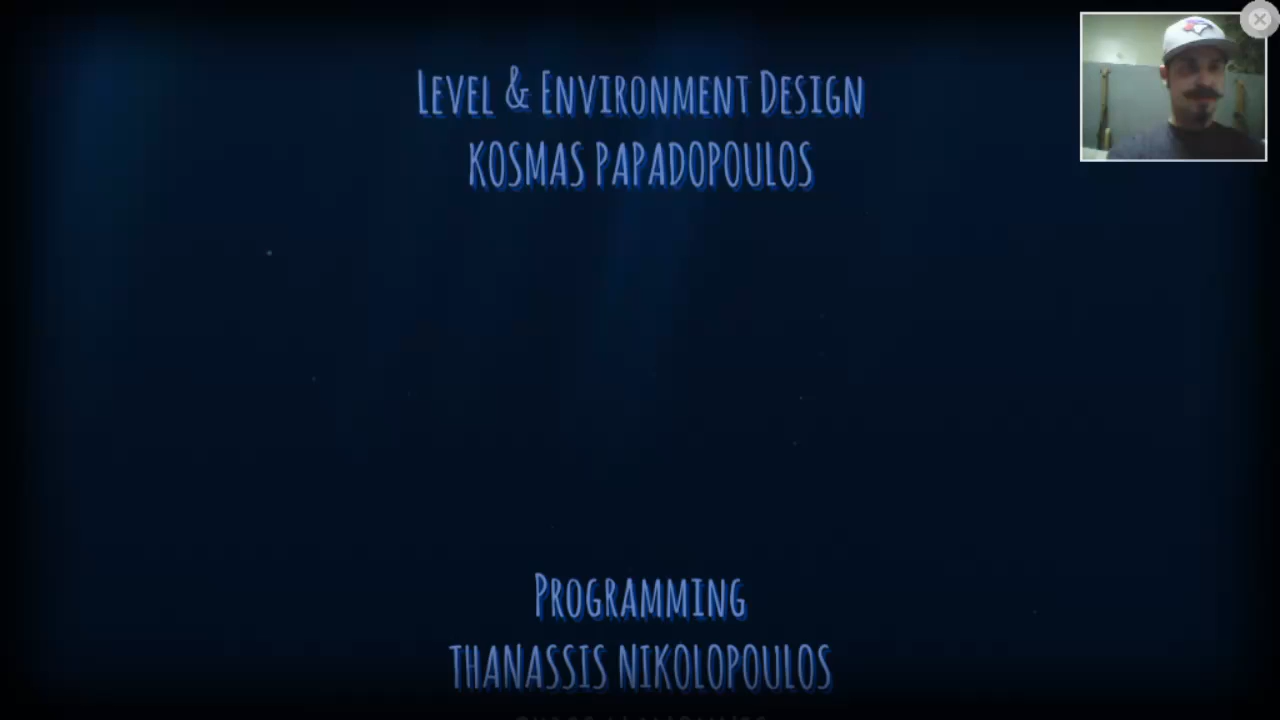 LEVEL & ENVIRONMENT DESIGN
KOSMAS PAPADOPOULOS
PROGRAMMING
THANASSIS NIKOLOPOULOS